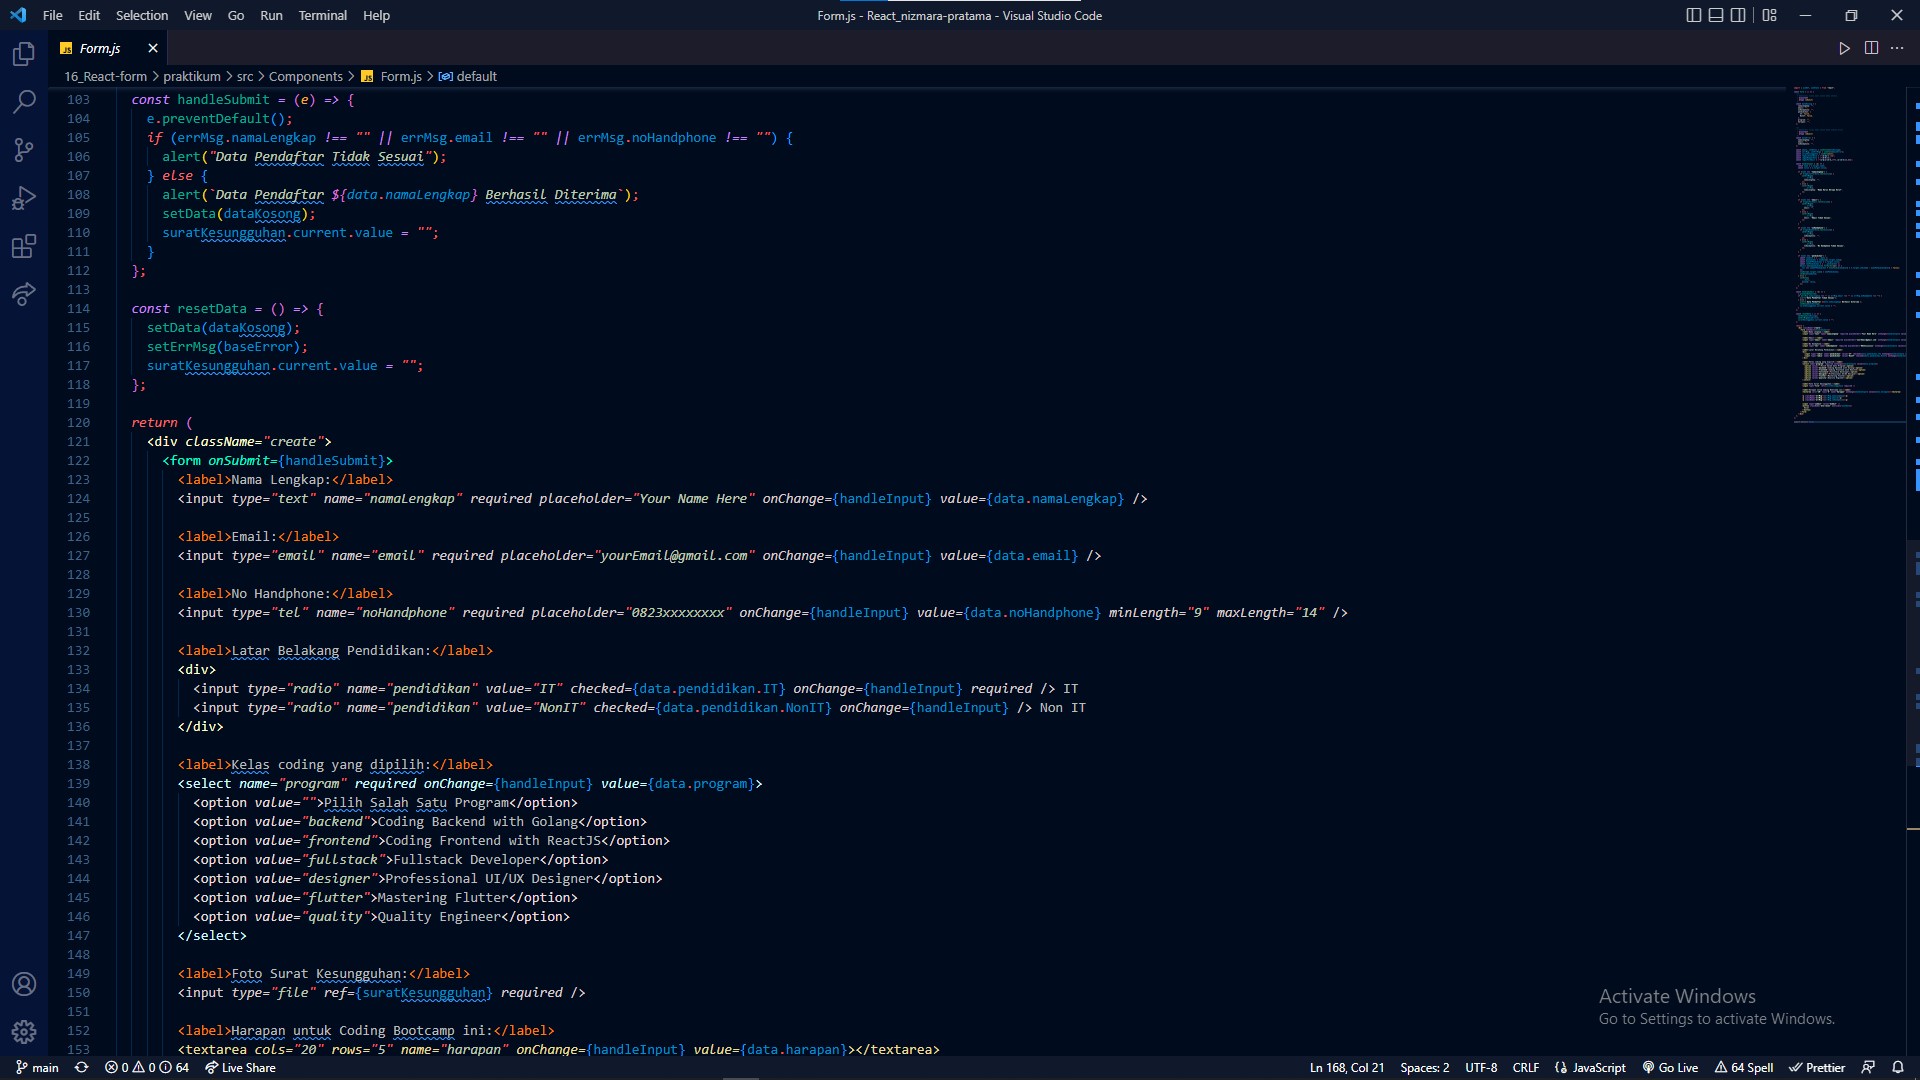 File Edit Selection View Go Run Terminal Help
Form.js - React_nizmara-pratama - Visual Studio Code
JS Form.js
16_React-form > praktikum > src > Components > JS Form.js > default
103 const handleSubmit = (e) => {
104 e.preventDefault();
105 if (errMsg.namaLengkap !== "" || errMsg.email !== "" || errMsg.noHandphone !== "") {
106 alert("Data Pendaftar Tidak Sesuai");
107 } else {
108 alert(`Data Pendaftar ${data.namaLengkap} Berhasil Diterima`);
109 setData(dataKosong);
110 suratKesungguhan.current.value = "";
111 }
112 };
113
114 const resetData = () => {
115 setData(dataKosong);
116 setErrMsg(baseError);
117 suratKesungguhan.current.value = "";
118 };
119
120 return (
121 <div className="create">
122 <form onSubmit={handleSubmit}>
123 <label>Nama Lengkap:</label>
124 <input type="text" name="namaLengkap" required placeholder="Your Name Here" onChange={handleInput} value={data.namaLengkap} />
125
126 <label>Email:</label>
127 <input type="email" name="email" required placeholder="yourEmail@gmail.com" onChange={handleInput} value={data.email} />
128
129 <label>No Handphone:</label>
130 <input type="tel" name="noHandphone" required placeholder="0823xxxxxxxx" onChange={handleInput} value={data.noHandphone} minLength="9" maxLength="14" />
131
132 <label>Latar Belakang Pendidikan:</label>
133 <div>
134 <input type="radio" name="pendidikan" value="IT" checked={data.pendidikan.IT} onChange={handleInput} required /> IT
135 <input type="radio" name="pendidikan" value="NonIT" checked={data.pendidikan.NonIT} onChange={handleInput} /> Non IT
136 </div>
137
138 <label>Kelas coding yang dipilih:</label>
139 <select name="program" required onChange={handleInput} value={data.program}>
140 <option value="">Pilih Salah Satu Program</option>
141 <option value="backend">Coding Backend with Golang</option>
142 <option value="frontend">Coding Frontend with ReactJS</option>
143 <option value="fullstack">Fullstack Developer</option>
144 <option value="designer">Professional UI/UX Designer</option>
145 <option value="flutter">Mastering Flutter</option>
146 <option value="quality">Quality Engineer</option>
147 </select>
148
149 <label>Foto Surat Kesungguhan:</label>
150 <input type="file" ref={suratKesungguhan} required />
151
152 <label>Harapan untuk Coding Bootcamp ini:</label>
153 <textarea cols="20" rows="5" name="harapan" onChange={handleInput} value={data.harapan}></textarea>
Activate Windows
Go to Settings to activate Windows.
main 0 0 64 Live Share Ln 168, Col 21 Spaces: 2 UTF-8 CRLF {} JavaScript Go Live 64 Spell Prettier